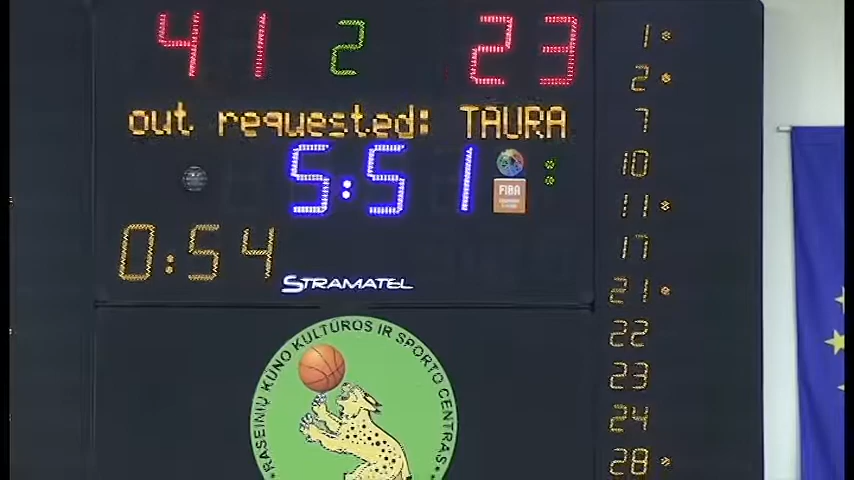 41 2 23
out requested: TAURA
5:51
FIBA
0:54
STRAMATEL
RASEINIŲ KŪNO KULTŪROS IR SPORTO CENTRAS
1
2
7
10
11
17
21
22
23
24
28